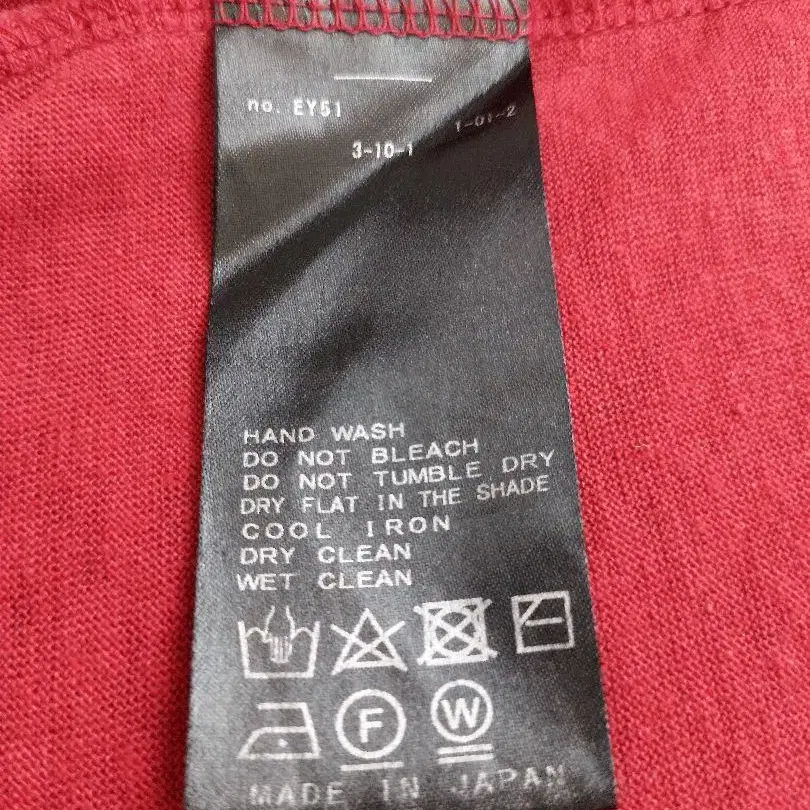 no. EY51
1-01-2
3-10-1
HAND WASH
DO NOT BLEACH
DO NOT TUMBLE DRY
DRY FLAT IN THE SHADE
COOL IRON
DRY CLEAN
WET CLEAN
F
W
MADE IN JAPAN